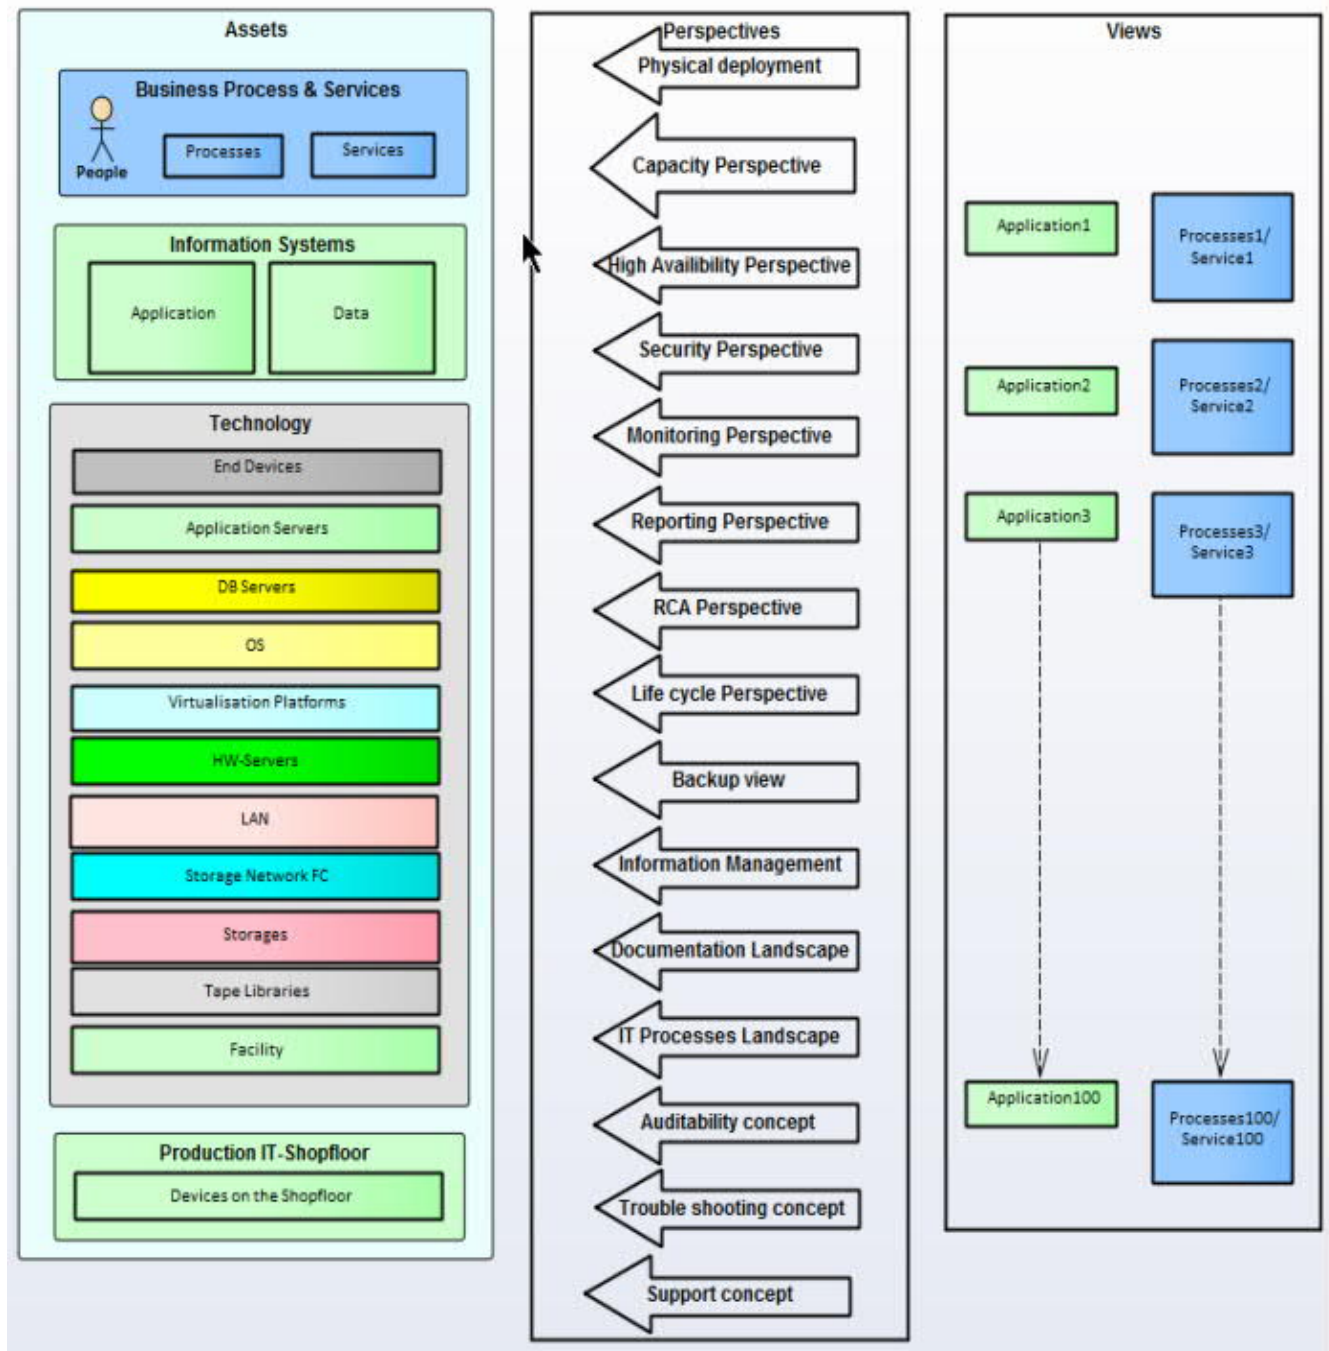 Assets
Business Process & Services
People
Processes
Services
Information Systems
Application
Data
Technology
End Devices
Application Servers
DB Servers
OS
Virtualisation Platforms
HW-Servers
LAN
Storage Network FC
Storages
Tape Libraries
Facility
Production IT-Shopfloor
Devices on the Shopfloor
Perspectives
Physical deployment
Capacity Perspective
High Availibility Perspective
Security Perspective
Monitoring Perspective
Reporting Perspective
RCA Perspective
Life cycle Perspective
Backup view
Information Management
Documentation Landscape
IT Processes Landscape
Auditability concept
Trouble shooting concept
Support concept
Views
Application1
Processes1/
Service1
Application2
Processes2/
Service2
Application3
Processes3/
Service3
Application100
Processes100/
Service100